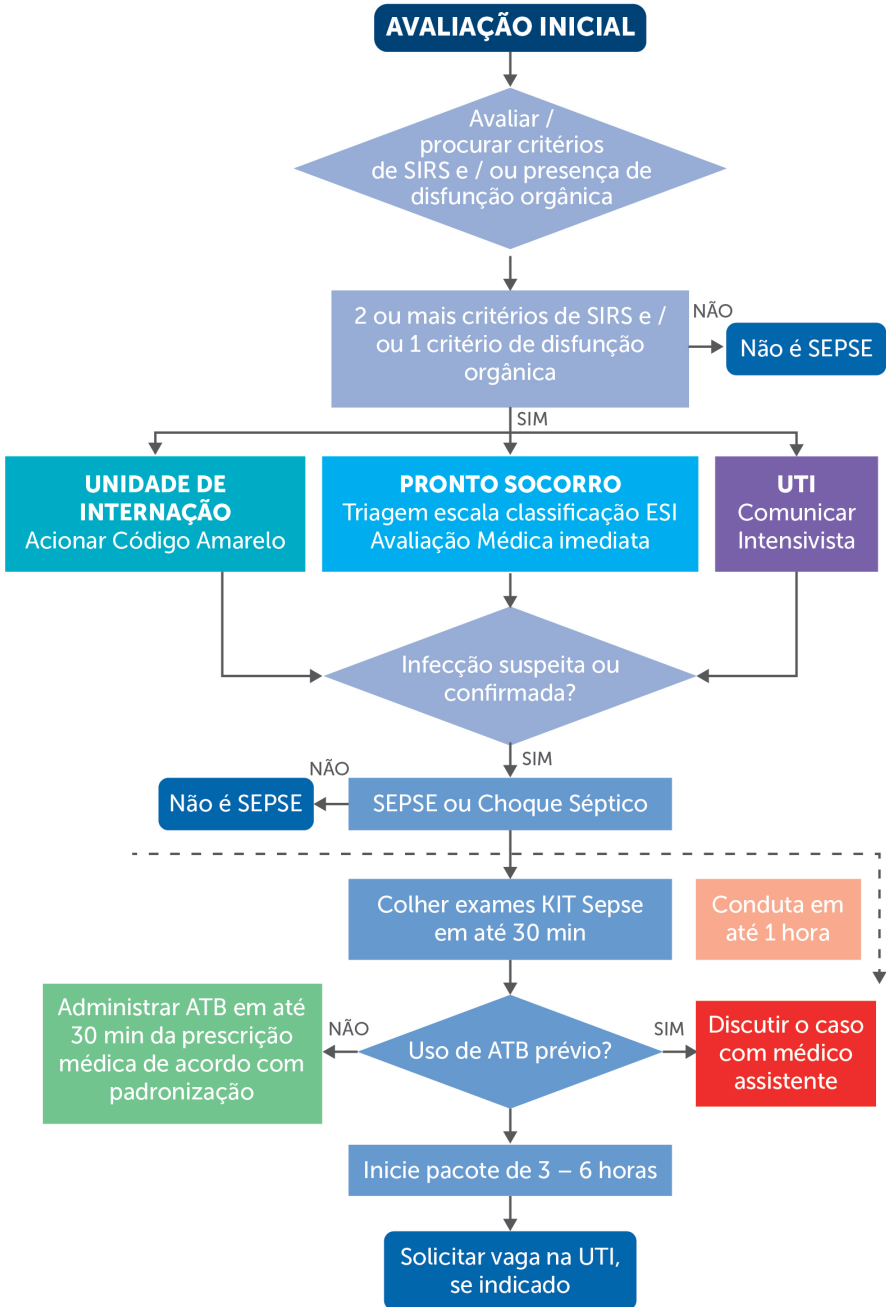 AVALIAÇÃO INICIAL
Avaliar /
procurar critérios
de SIRS e / ou presença de
disfunção orgânica
2 ou mais critérios de SIRS e /
ou 1 critério de disfunção
orgânica
NÃO
Não é SEPSE
SIM
UNIDADE DE
INTERNAÇÃO
Acionar Código Amarelo
PRONTO SOCORRO
Triagem escala classificação ESI
Avaliação Médica imediata
UTI
Comunicar
Intensivista
Infecção suspeita ou
confirmada?
SIM
NÃO
Não é SEPSE
SEPSE ou Choque Séptico
Colher exames KIT Sepse
em até 30 min
Conduta em
até 1 hora
Administrar ATB em até
30 min da prescrição
médica de acordo com
padronização
NÃO
Uso de ATB prévio?
SIM
Discutir o caso
com médico
assistente
Inicie pacote de 3 – 6 horas
Solicitar vaga na UTI,
se indicado